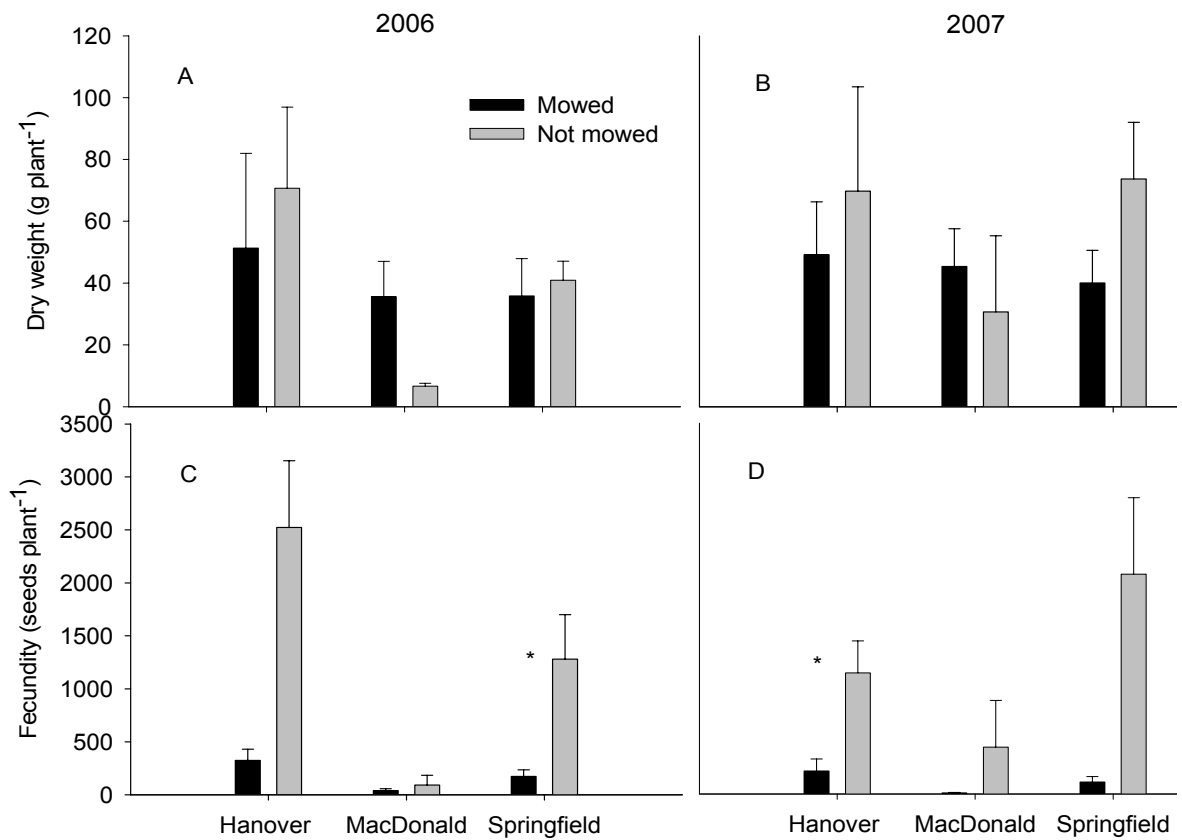 2006
2007
120
100
80
60
40
20
0
Dry weight (g plant-1)
A
Mowed
Not mowed
B
3500
3000
2500
2000
1500
1000
500
0
Fecundity (seeds plant-1)
C
*
D
*
Hanover MacDonald Springfield
Hanover MacDonald Springfield